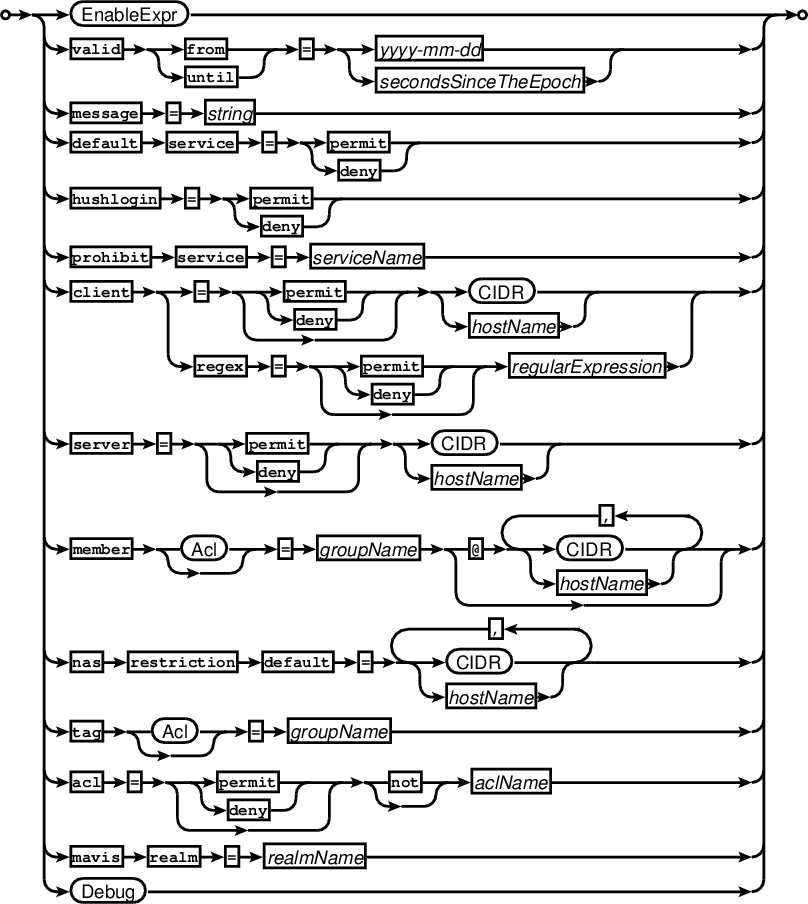 EnableExpr
valid from = yyyy-mm-dd
until secondsSinceTheEpoch
message = string
default service = permit
deny
hushlogin = permit
deny
prohibit service = serviceName
client = permit CIDR
deny hostName
regex = permit regularExpression
deny
server = permit CIDR
deny hostName
,
member Acl = groupName @ CIDR
hostName
,
nas restriction default = CIDR
hostName
tag Acl = groupName
acl = permit not aclName
deny
mavis realm = realmName
Debug